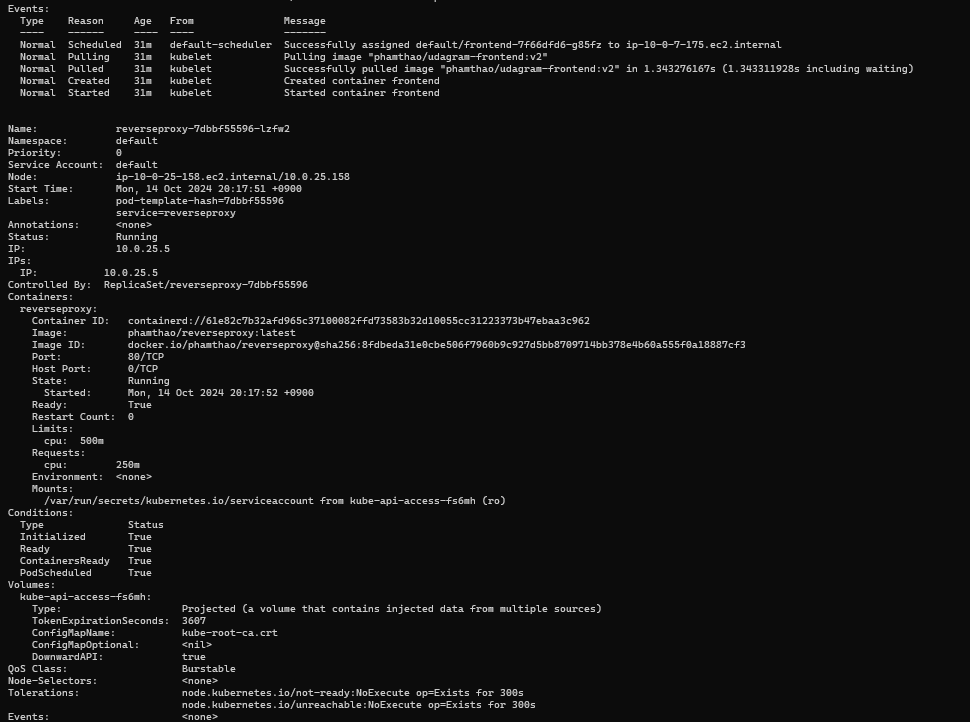 Events:
  Type    Reason     Age   From               Message
  ----    ------     ----  ----               -------
  Normal  Scheduled  31m   default-scheduler  Successfully assigned default/frontend-7f66dfd6-g85fz to ip-10-0-7-175.ec2.internal
  Normal  Pulling    31m   kubelet            Pulling image "phamthao/udagram-frontend:v2"
  Normal  Pulled     31m   kubelet            Successfully pulled image "phamthao/udagram-frontend:v2" in 1.343276167s (1.343311928s including waiting)
  Normal  Created    31m   kubelet            Created container frontend
  Normal  Started    31m   kubelet            Started container frontend
Name:             reverseproxy-7dbbf55596-lzfw2
Namespace:        default
Priority:         0
Service Account:  default
Node:             ip-10-0-25-158.ec2.internal/10.0.25.158
Start Time:       Mon, 14 Oct 2024 20:17:51 +0900
Labels:           pod-template-hash=7dbbf55596
                  service=reverseproxy
Annotations:      <none>
Status:           Running
IP:               10.0.25.5
IPs:
  IP:           10.0.25.5
Controlled By:  ReplicaSet/reverseproxy-7dbbf55596
Containers:
  reverseproxy:
    Container ID:   containerd://61e82c7b32afd965c37100082ffd73583b32d10055cc31223373b47ebaa3c962
    Image:          phamthao/reverseproxy:latest
    Image ID:       docker.io/phamthao/reverseproxy@sha256:8fdbeda31e0cbe506f7960b9c927d5bb8709714bb378e4b60a555f0a18887cf3
    Port:           80/TCP
    Host Port:      0/TCP
    State:          Running
      Started:      Mon, 14 Oct 2024 20:17:52 +0900
    Ready:          True
    Restart Count:  0
    Limits:
      cpu:  500m
    Requests:
      cpu:        250m
    Environment:  <none>
    Mounts:
      /var/run/secrets/kubernetes.io/serviceaccount from kube-api-access-fs6mh (ro)
Conditions:
  Type              Status
  Initialized       True
  Ready             True
  ContainersReady   True
  PodScheduled      True
Volumes:
  kube-api-access-fs6mh:
    Type:                    Projected (a volume that contains injected data from multiple sources)
    TokenExpirationSeconds:  3607
    ConfigMapName:           kube-root-ca.crt
    ConfigMapOptional:       <nil>
    DownwardAPI:             true
QoS Class:                   Burstable
Node-Selectors:              <none>
Tolerations:                 node.kubernetes.io/not-ready:NoExecute op=Exists for 300s
                             node.kubernetes.io/unreachable:NoExecute op=Exists for 300s
Events:                      <none>